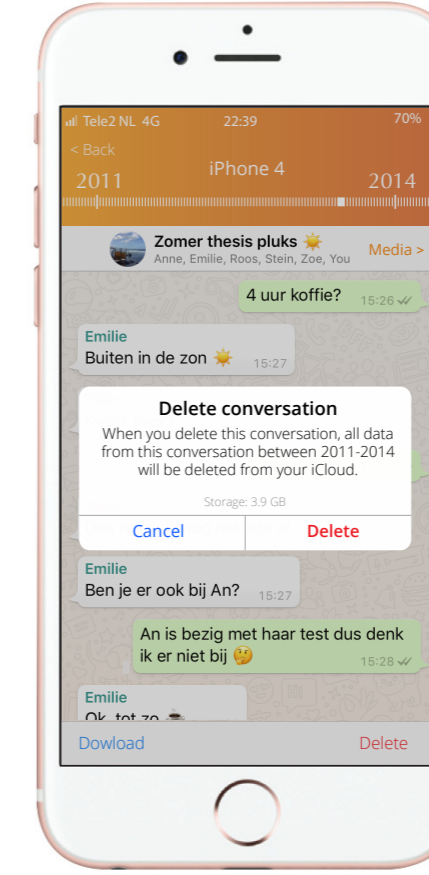 Tele2 NL 4G 22:39 70%
< Back
iPhone 4
2011 2014
Zomer thesis pluks ☀️
Anne, Emilie, Roos, Stein, Zoe, You
Media >
4 uur koffie? 15:26
Emilie
Buiten in de zon ☀️ 15:27
Delete conversation
When you delete this conversation, all data
from this conversation between 2011-2014
will be deleted from your iCloud.
Storage: 3.9 GB
Cancel Delete
Emilie
Ben je er ook bij An? 15:27
An is bezig met haar test dus denk
ik er niet bij 🤔 15:28
Emilie
Ok, tot zo ☕
Dowload Delete